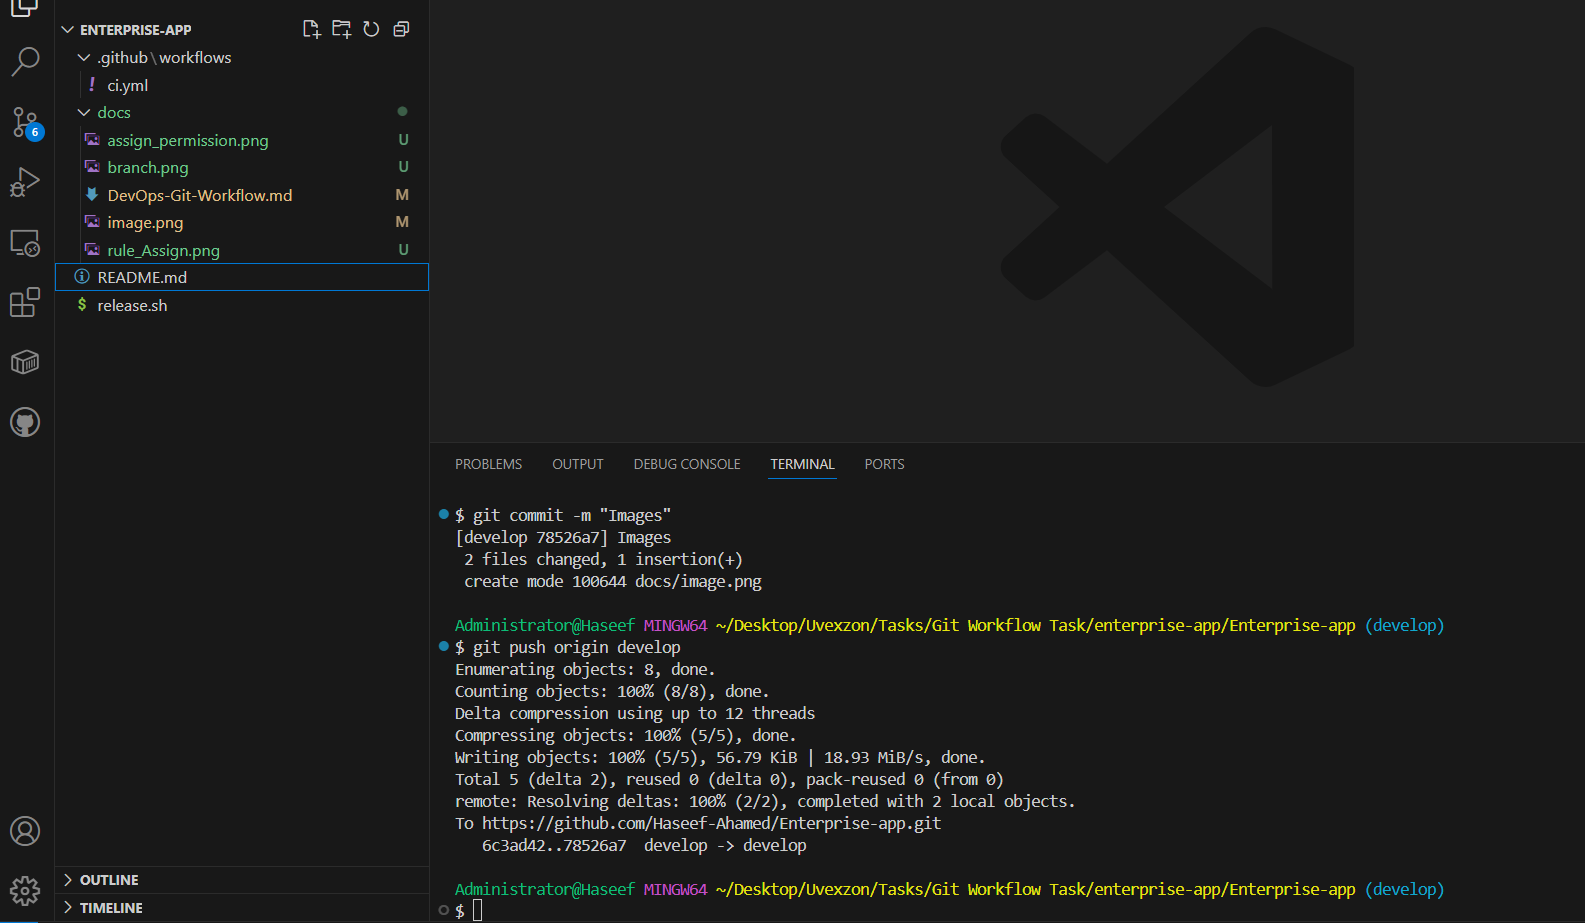 ENTERPRISE-APP
.github\workflows
! ci.yml
docs
assign_permission.png U
branch.png U
DevOps-Git-Workflow.md M
image.png M
rule_Assign.png U
README.md
$ release.sh
6
OUTLINE
TIMELINE
PROBLEMS OUTPUT DEBUG CONSOLE TERMINAL PORTS
$ git commit -m "Images"
[develop 78526a7] Images
2 files changed, 1 insertion(+)
create mode 100644 docs/image.png
Administrator@Haseef MINGW64 ~/Desktop/Uvexzon/Tasks/Git Workflow Task/enterprise-app/Enterprise-app (develop)
$ git push origin develop
Enumerating objects: 8, done.
Counting objects: 100% (8/8), done.
Delta compression using up to 12 threads
Compressing objects: 100% (5/5), done.
Writing objects: 100% (5/5), 56.79 KiB | 18.93 MiB/s, done.
Total 5 (delta 2), reused 0 (delta 0), pack-reused 0 (from 0)
remote: Resolving deltas: 100% (2/2), completed with 2 local objects.
To https://github.com/Haseef-Ahamed/Enterprise-app.git
6c3ad42..78526a7 develop -> develop
Administrator@Haseef MINGW64 ~/Desktop/Uvexzon/Tasks/Git Workflow Task/enterprise-app/Enterprise-app (develop)
$